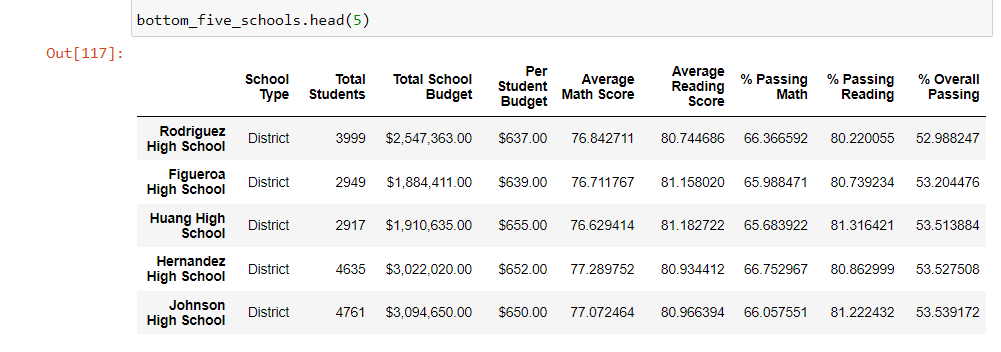 bottom_five_schools.head(5)
Out[117]:
School Type Total Students Total School Budget Per Student Budget Average Math Score Average Reading Score % Passing Math % Passing Reading % Overall Passing
Rodriguez High School District 3999 $2,547,363.00 $637.00 76.842711 80.744686 66.366592 80.220055 52.988247
Figueroa High School District 2949 $1,884,411.00 $639.00 76.711767 81.158020 65.988471 80.739234 53.204476
Huang High School District 2917 $1,910,635.00 $655.00 76.629414 81.182722 65.683922 81.316421 53.513884
Hernandez High School District 4635 $3,022,020.00 $652.00 77.289752 80.934412 66.752967 80.862999 53.527508
Johnson High School District 4761 $3,094,650.00 $650.00 77.072464 80.966394 66.057551 81.222432 53.539172